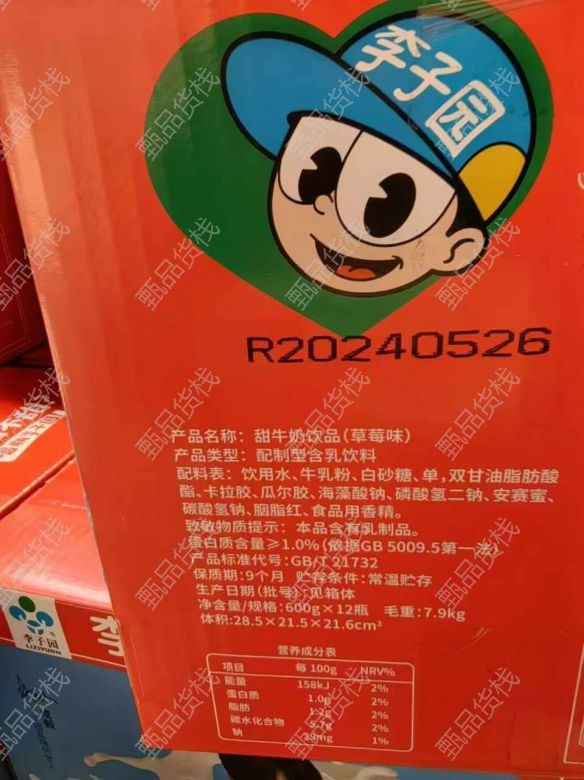 李子园
R20240526
产品名称：甜牛奶饮品（草莓味）
产品类型：配制型含乳饮料
配料表：饮用水、牛乳粉、白砂糖、单，双甘油脂肪酸
酯、卡拉胶、瓜尔胶、海藻酸钠、磷酸氢二钠、安赛蜜、
碳酸氢钠、胭脂红、食品用香精。
致敏物质提示：本品含有乳制品。
蛋白质含量≥1.0%（依据GB 5009.5第一法）
产品标准代号：GB/T 21732
保质期：9个月 贮存条件：常温贮存
生产日期（批号）：见箱体
净含量/规格：600g×12瓶 毛重：7.9kg
体积：28.5×21.5×21.6cm³
营养成分表
项目 每 100g NRV%
能量 158kJ 2%
蛋白质 1.0g 2%
脂肪 1.2g 2%
碳水化合物 5.7g 2%
钠 29mg 1%
李子园
LIZIYUAN
李
甄品货栈